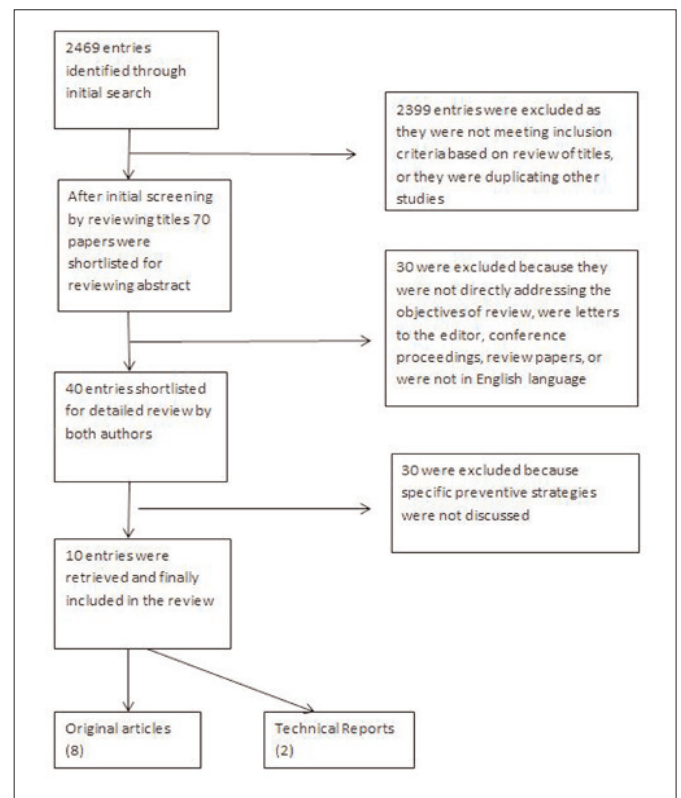 2469 entries
identified through
initial search
2399 entries were excluded as
they were not meeting inclusion
criteria based on review of titles,
or they were duplicating other
studies
After initial screening
by reviewing titles 70
papers were
shortlisted for
reviewing abstract
30 were excluded because they
were not directly addressing the
objectives of review, were letters
to the editor, conference
proceedings, review papers, or
were not in English language
40 entries shortlisted
for detailed review by
both authors
30 were excluded because
specific preventive strategies
were not discussed
10 entries were
retrieved and finally
included in the review
Original articles
(8)
Technical Reports
(2)